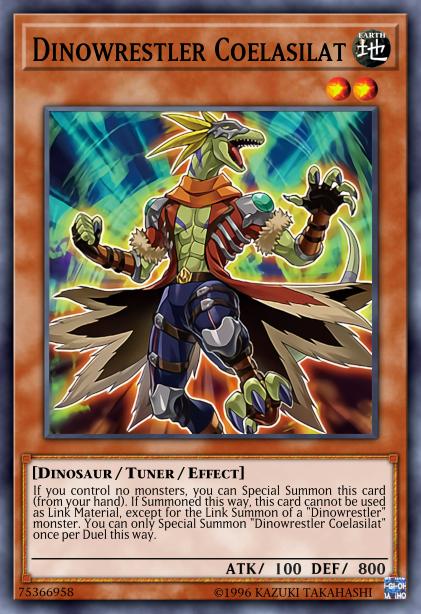 Dinowrestler Coelasilat
EARTH
地
[Dinosaur / Tuner / Effect]
If you control no monsters, you can Special Summon this card
(from your hand). If Summoned this way, this card cannot be used
as Link Material, except for the Link Summon of a "Dinowrestler"
monster. You can only Special Summon "Dinowrestler Coelasilat"
once per Duel this way.
ATK/ 100 DEF/ 800
75366958
©1996 KAZUKI TAKAHASHI